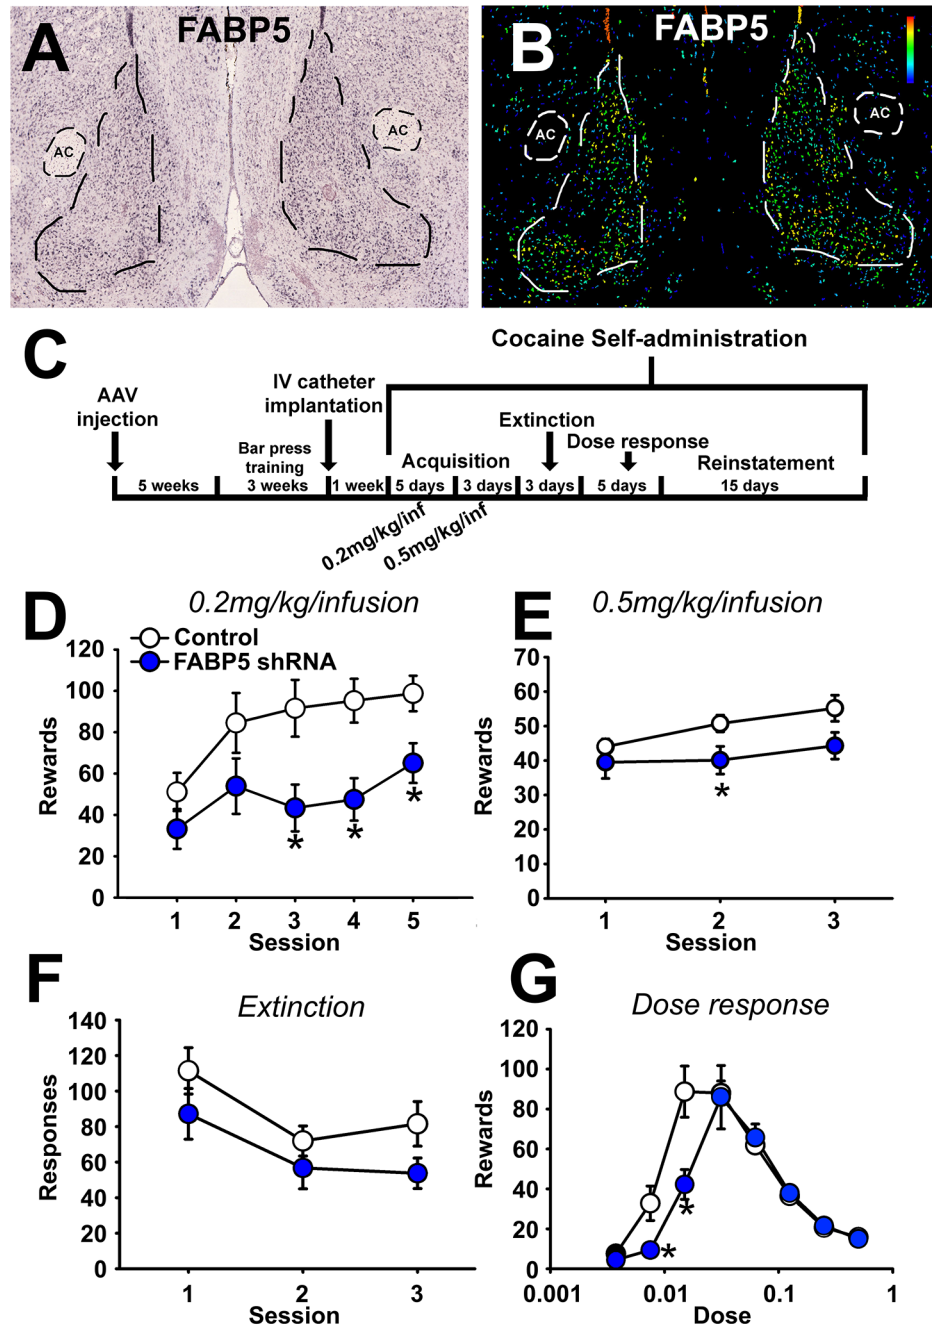 A
FABP5
AC
AC
B
FABP5
AC
AC
C
Cocaine Self-administration
AAV
injection
IV catheter
implantation
Extinction
Dose response
Bar press
training
Acquisition
Reinstatement
5 weeks
3 weeks
1 week
5 days
3 days
3 days
5 days
15 days
0.2mg/kg/inf
0.5mg/kg/inf
D
0.2mg/kg/infusion
Control
FABP5 shRNA
120
100
80
60
40
20
0
Rewards
*
*
*
1 2 3 4 5
Session
E
0.5mg/kg/infusion
70
60
50
40
30
20
10
0
Rewards
*
1 2 3
Session
F
Extinction
140
120
100
80
60
40
20
0
Responses
1 2 3
Session
G
Dose response
120
100
80
60
40
20
0
Rewards
*
*
0.001 0.01 0.1 1
Dose